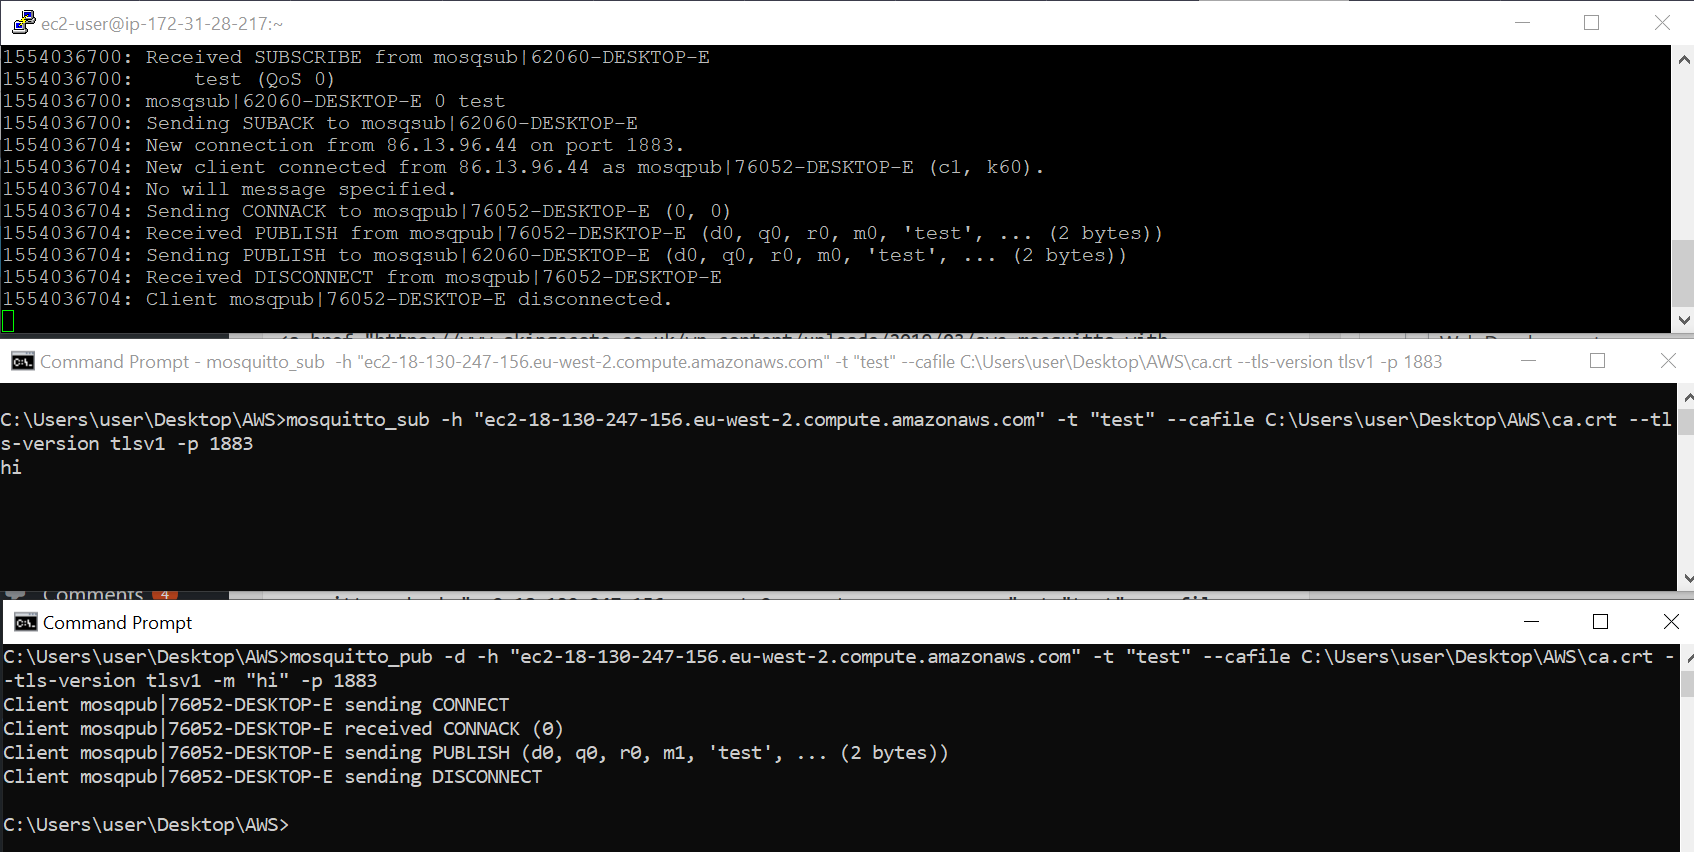 ec2-user@ip-172-31-28-217:~
1554036700: Received SUBSCRIBE from mosqsub|62060-DESKTOP-E
1554036700:     test (QoS 0)
1554036700: mosqsub|62060-DESKTOP-E 0 test
1554036700: Sending SUBACK to mosqsub|62060-DESKTOP-E
1554036704: New connection from 86.13.96.44 on port 1883.
1554036704: New client connected from 86.13.96.44 as mosqpub|76052-DESKTOP-E (c1, k60).
1554036704: No will message specified.
1554036704: Sending CONNACK to mosqpub|76052-DESKTOP-E (0, 0)
1554036704: Received PUBLISH from mosqpub|76052-DESKTOP-E (d0, q0, r0, m0, 'test', ... (2 bytes))
1554036704: Sending PUBLISH to mosqsub|62060-DESKTOP-E (d0, q0, r0, m0, 'test', ... (2 bytes))
1554036704: Received DISCONNECT from mosqpub|76052-DESKTOP-E
1554036704: Client mosqpub|76052-DESKTOP-E disconnected.
Command Prompt - mosquitto_sub  -h "ec2-18-130-247-156.eu-west-2.compute.amazonaws.com" -t "test" --cafile C:\Users\user\Desktop\AWS\ca.crt --tls-version tlsv1 -p 1883
C:\Users\user\Desktop\AWS>mosquitto_sub -h "ec2-18-130-247-156.eu-west-2.compute.amazonaws.com" -t "test" --cafile C:\Users\user\Desktop\AWS\ca.crt --tl
s-version tlsv1 -p 1883
hi
Comments 4
Command Prompt
C:\Users\user\Desktop\AWS>mosquitto_pub -d -h "ec2-18-130-247-156.eu-west-2.compute.amazonaws.com" -t "test" --cafile C:\Users\user\Desktop\AWS\ca.crt -
-tls-version tlsv1 -m "hi" -p 1883
Client mosqpub|76052-DESKTOP-E sending CONNECT
Client mosqpub|76052-DESKTOP-E received CONNACK (0)
Client mosqpub|76052-DESKTOP-E sending PUBLISH (d0, q0, r0, m1, 'test', ... (2 bytes))
Client mosqpub|76052-DESKTOP-E sending DISCONNECT
C:\Users\user\Desktop\AWS>